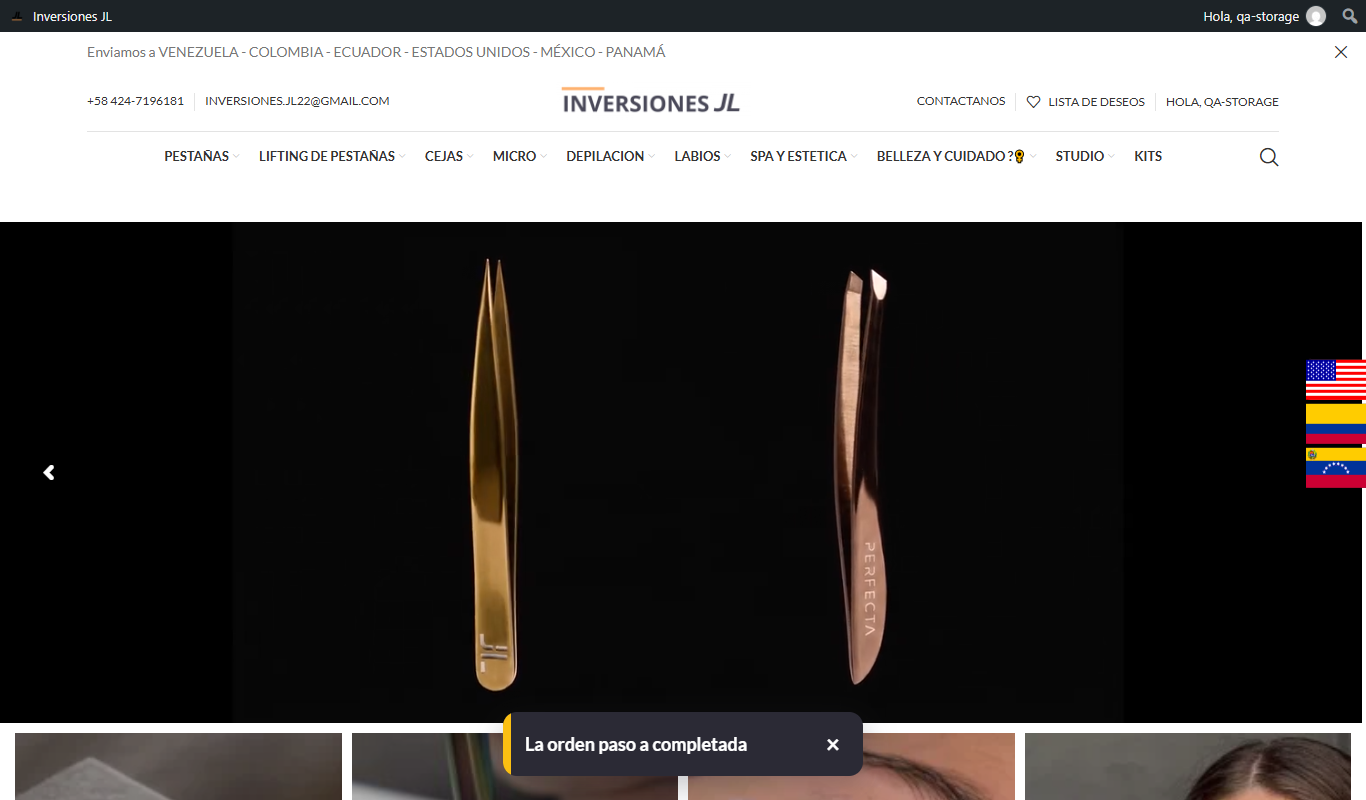 Inversiones JL
Hola, qa-storage
Enviamos a VENEZUELA - COLOMBIA - ECUADOR - ESTADOS UNIDOS - MÉXICO - PANAMÁ
+58 424-7196181
INVERSIONES.JL22@GMAIL.COM
INVERSIONES JL
CONTACTANOS
LISTA DE DESEOS
HOLA, QA-STORAGE
PESTAÑAS
LIFTING DE PESTAÑAS
CEJAS
MICRO
DEPILACION
LABIOS
SPA Y ESTETICA
BELLEZA Y CUIDADO ?
STUDIO
KITS
JL
PERFECTA
La orden paso a completada